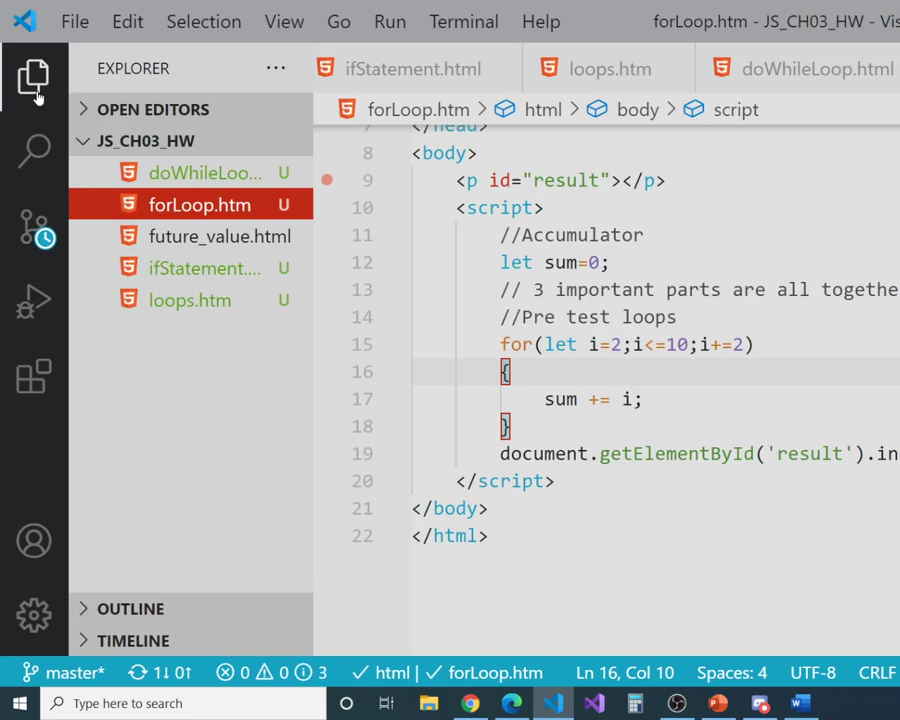 File Edit Selection View Go Run Terminal Help forLoop.htm - JS_CH03_HW - Vis
EXPLORER ...
ifStatement.html loops.htm doWhileLoop.html
OPEN EDITORS
forLoop.htm > html > body > script
JS_CH03_HW
doWhileLoo... U
forLoop.htm U
future_value.html
ifStatement.... U
loops.htm U
7 </head>
8 <body>
9 <p id="result"></p>
10 <script>
11 //Accumulator
12 let sum=0;
13 // 3 important parts are all togethe
14 //Pre test loops
15 for(let i=2;i<=10;i+=2)
16 {
17 sum += i;
18 }
19 document.getElementById('result').in
20 </script>
21 </body>
22 </html>
OUTLINE
TIMELINE
master* 1↓ 0↑ 0 0 3 html | forLoop.htm Ln 16, Col 10 Spaces: 4 UTF-8 CRLF
Type here to search